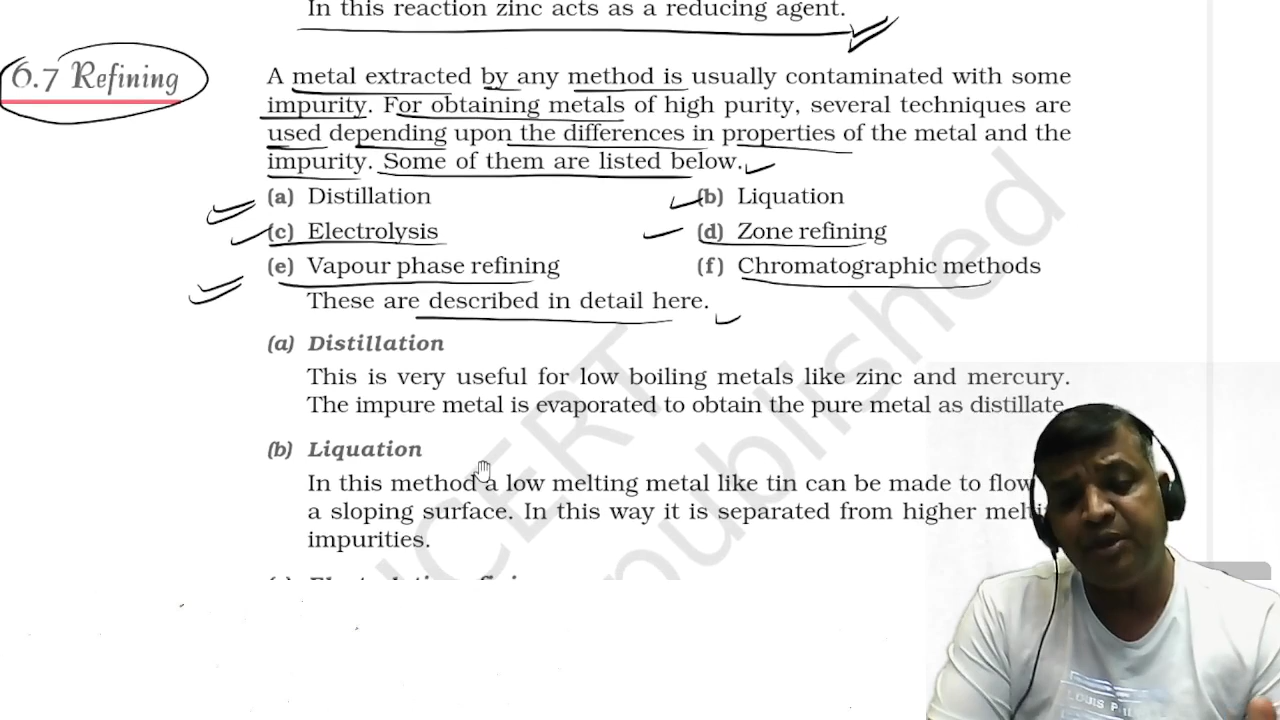 In this reaction zinc acts as a reducing agent.
6.7 Refining
A metal extracted by any method is usually contaminated with some
impurity. For obtaining metals of high purity, several techniques are
used depending upon the differences in properties of the metal and the
impurity. Some of them are listed below.
(a) Distillation (b) Liquation
(c) Electrolysis (d) Zone refining
(e) Vapour phase refining (f) Chromatographic methods
These are described in detail here.
(a) Distillation
This is very useful for low boiling metals like zinc and mercury.
The impure metal is evaporated to obtain the pure metal as distillate
(b) Liquation
In this method a low melting metal like tin can be made to flow
a sloping surface. In this way it is separated from higher
impurities.
NCERT
published
LOUIS P